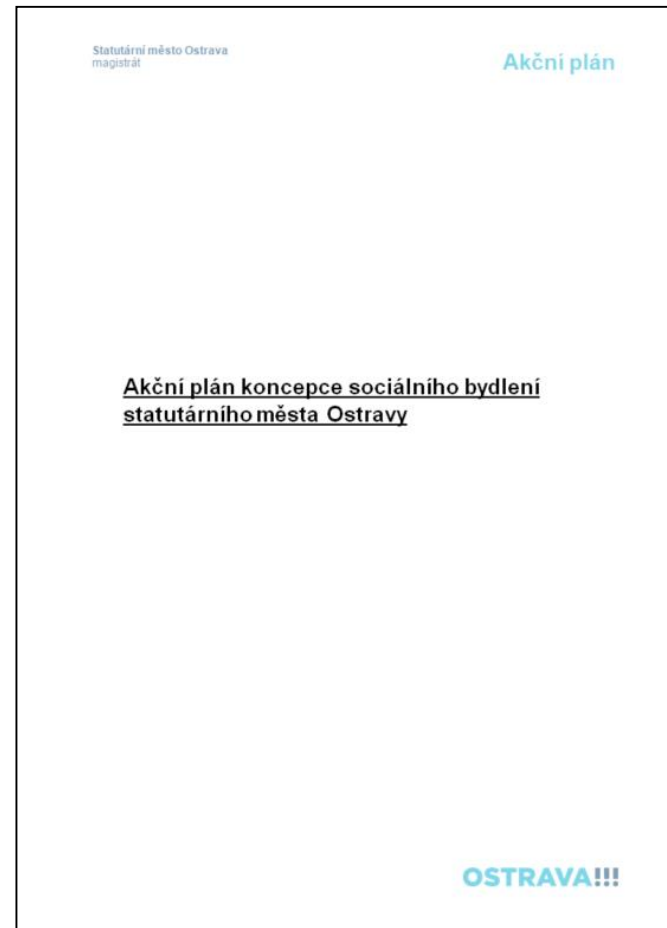 Statutární město Ostrava
magistrát
Akční plán
Akční plán koncepce sociálního bydlení
statutárního města Ostravy
OSTRAVA!!!